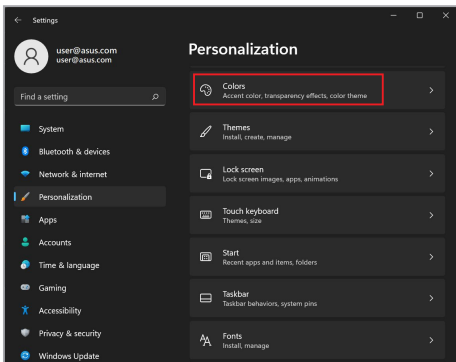 Settings
user@asus.com
user@asus.com
Find a setting
System
Bluetooth & devices
Network & internet
Personalization
Apps
Accounts
Time & language
Gaming
Accessibility
Privacy & security
Windows Update
Personalization
Colors
Accent color, transparency effects, color theme
Themes
Install, create, manage
Lock screen
Lock screen images, apps, animations
Touch keyboard
Themes, size
Start
Recent apps and items, folders
Taskbar
Taskbar behaviors, system pins
Fonts
Install, manage